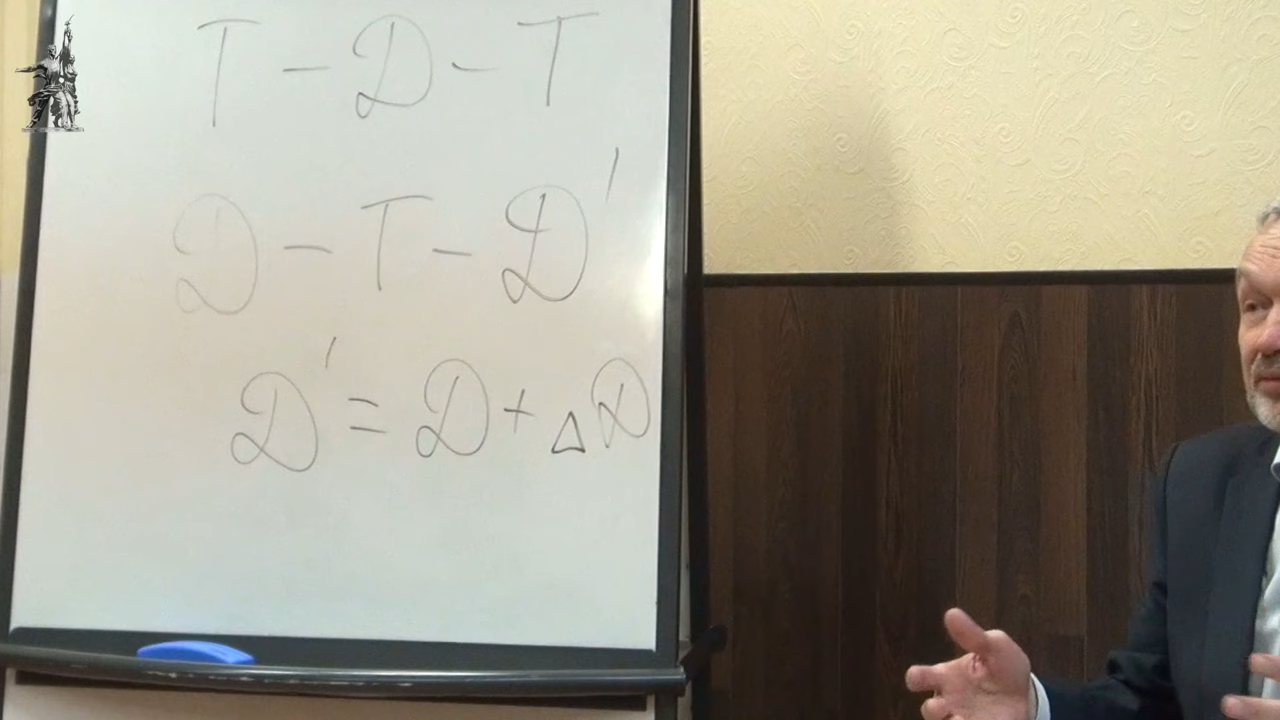 Т – Д – Т
Д – Т – Д'
Д' = Д + ΔД